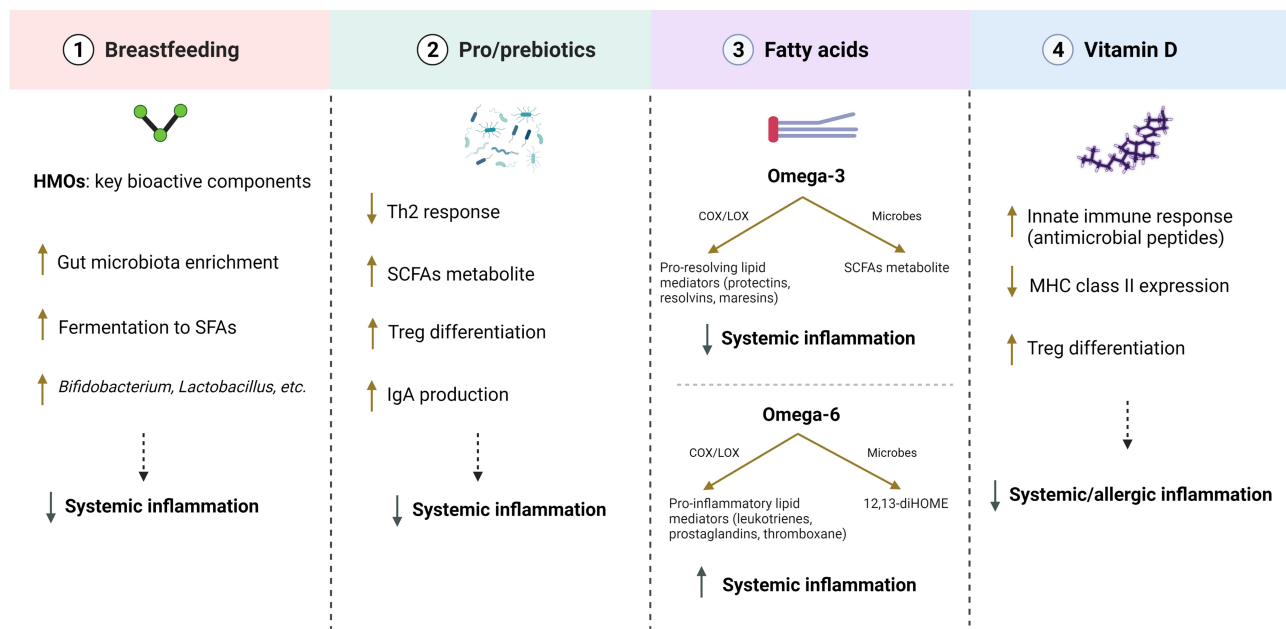 1 Breastfeeding
HMOs: key bioactive components
Gut microbiota enrichment
Fermentation to SFAs
Bifidobacterium, Lactobacillus, etc.
Systemic inflammation
2 Pro/prebiotics
Th2 response
SCFAs metabolite
Treg differentiation
IgA production
Systemic inflammation
3 Fatty acids
Omega-3
COX/LOX
Microbes
Pro-resolving lipid
mediators (protectins,
resolvins, maresins)
SCFAs metabolite
Systemic inflammation
Omega-6
COX/LOX
Microbes
Pro-inflammatory lipid
mediators (leukotrienes,
prostaglandins, thromboxane)
12,13-diHOME
Systemic inflammation
4 Vitamin D
Innate immune response
(antimicrobial peptides)
MHC class II expression
Treg differentiation
Systemic/allergic inflammation